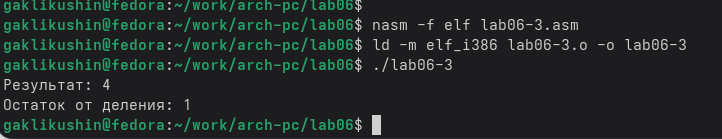 gaklikushin@fedora:~/work/arch-pc/lab06$
gaklikushin@fedora:~/work/arch-pc/lab06$ nasm -f elf lab06-3.asm
gaklikushin@fedora:~/work/arch-pc/lab06$ ld -m elf_i386 lab06-3.o -o lab06-3
gaklikushin@fedora:~/work/arch-pc/lab06$ ./lab06-3
Результат: 4
Остаток от деления: 1
gaklikushin@fedora:~/work/arch-pc/lab06$